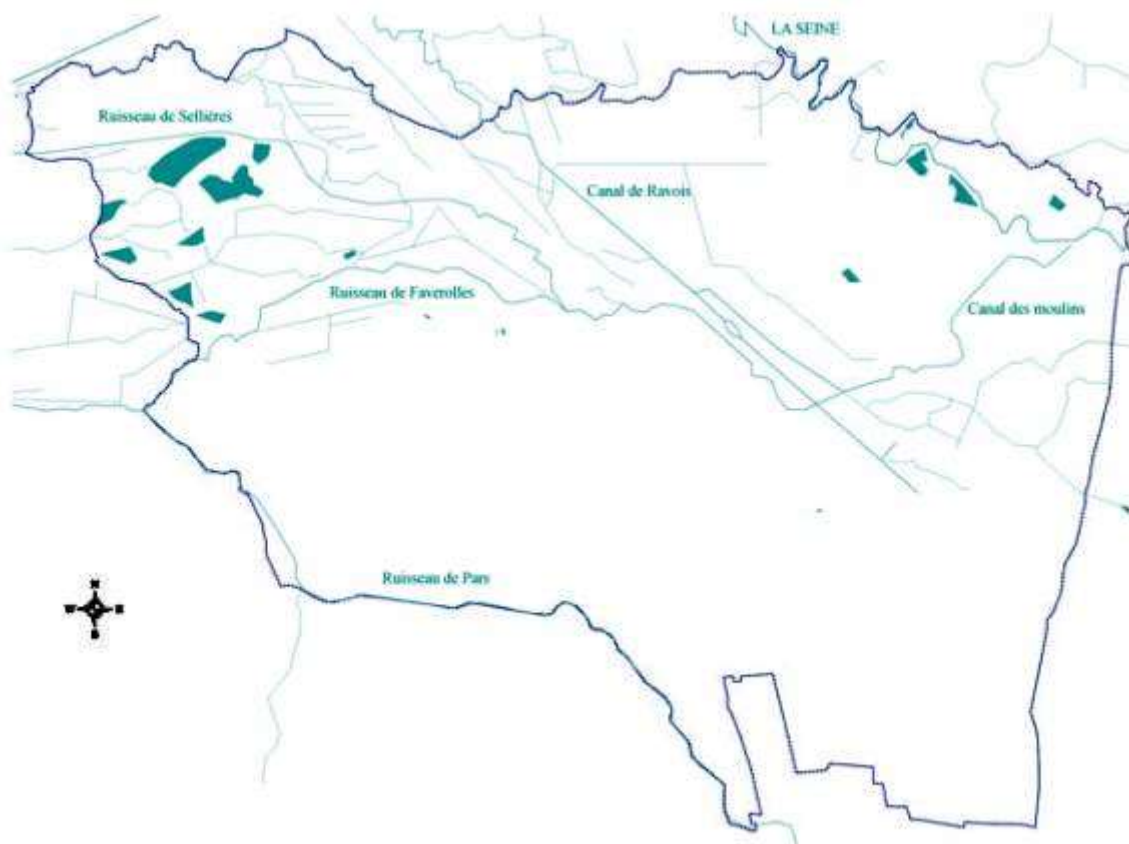 LA SEINE
Ruisseau de Sellières
Canal de Ravois
Ruisseau de Faverolles
Canal des moulins
Ruisseau de Pars
N
W E
S